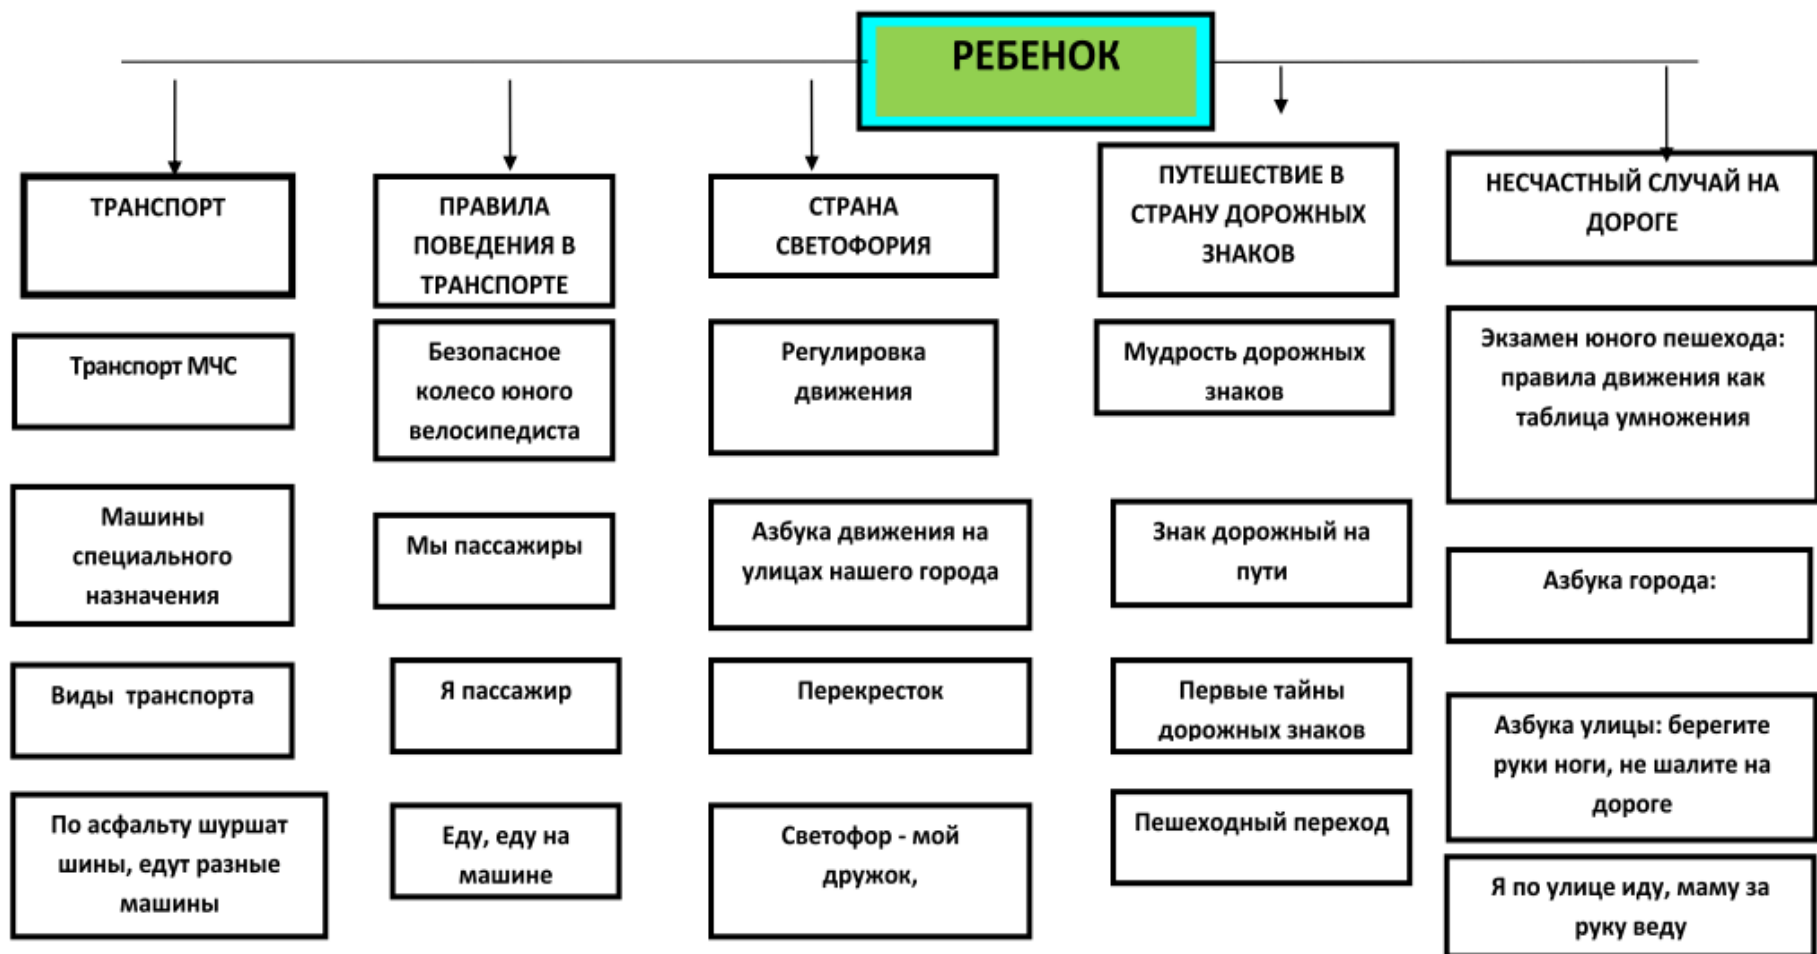 РЕБЕНОК
ТРАНСПОРТ
Транспорт МЧС
Машины
специального
назначения
Виды транспорта
По асфальту шуршат
шины, едут разные
машины
ПРАВИЛА
ПОВЕДЕНИЯ В
ТРАНСПОРТЕ
Безопасное
колесо юного
велосипедиста
Мы пассажиры
Я пассажир
Еду, еду на
машине
СТРАНА
СВЕТОФОРИЯ
Регулировка
движения
Азбука движения на
улицах нашего города
Перекресток
Светофор - мой
дружок,
ПУТЕШЕСТВИЕ В
СТРАНУ ДОРОЖНЫХ
ЗНАКОВ
Мудрость дорожных
знаков
Знак дорожный на
пути
Первые тайны
дорожных знаков
Пешеходный переход
НЕСЧАСТНЫЙ СЛУЧАЙ НА
ДОРОГЕ
Экзамен юного пешехода:
правила движения как
таблица умножения
Азбука города:
Азбука улицы: берегите
руки ноги, не шалите на
дороге
Я по улице иду, маму за
руку веду